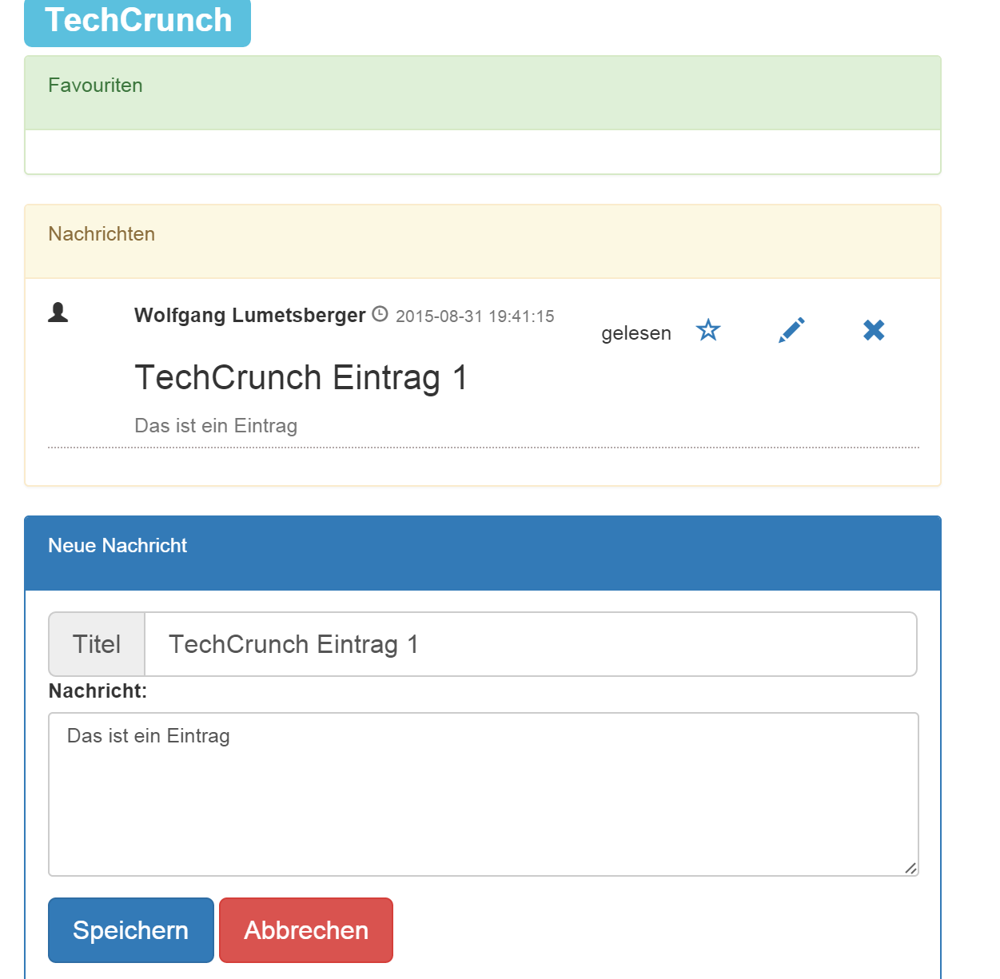 TechCrunch
Favouriten
Nachrichten
Wolfgang Lumetsberger 2015-08-31 19:41:15
gelesen
TechCrunch Eintrag 1
Das ist ein Eintrag
Neue Nachricht
Titel TechCrunch Eintrag 1
Nachricht:
Das ist ein Eintrag
Speichern Abbrechen